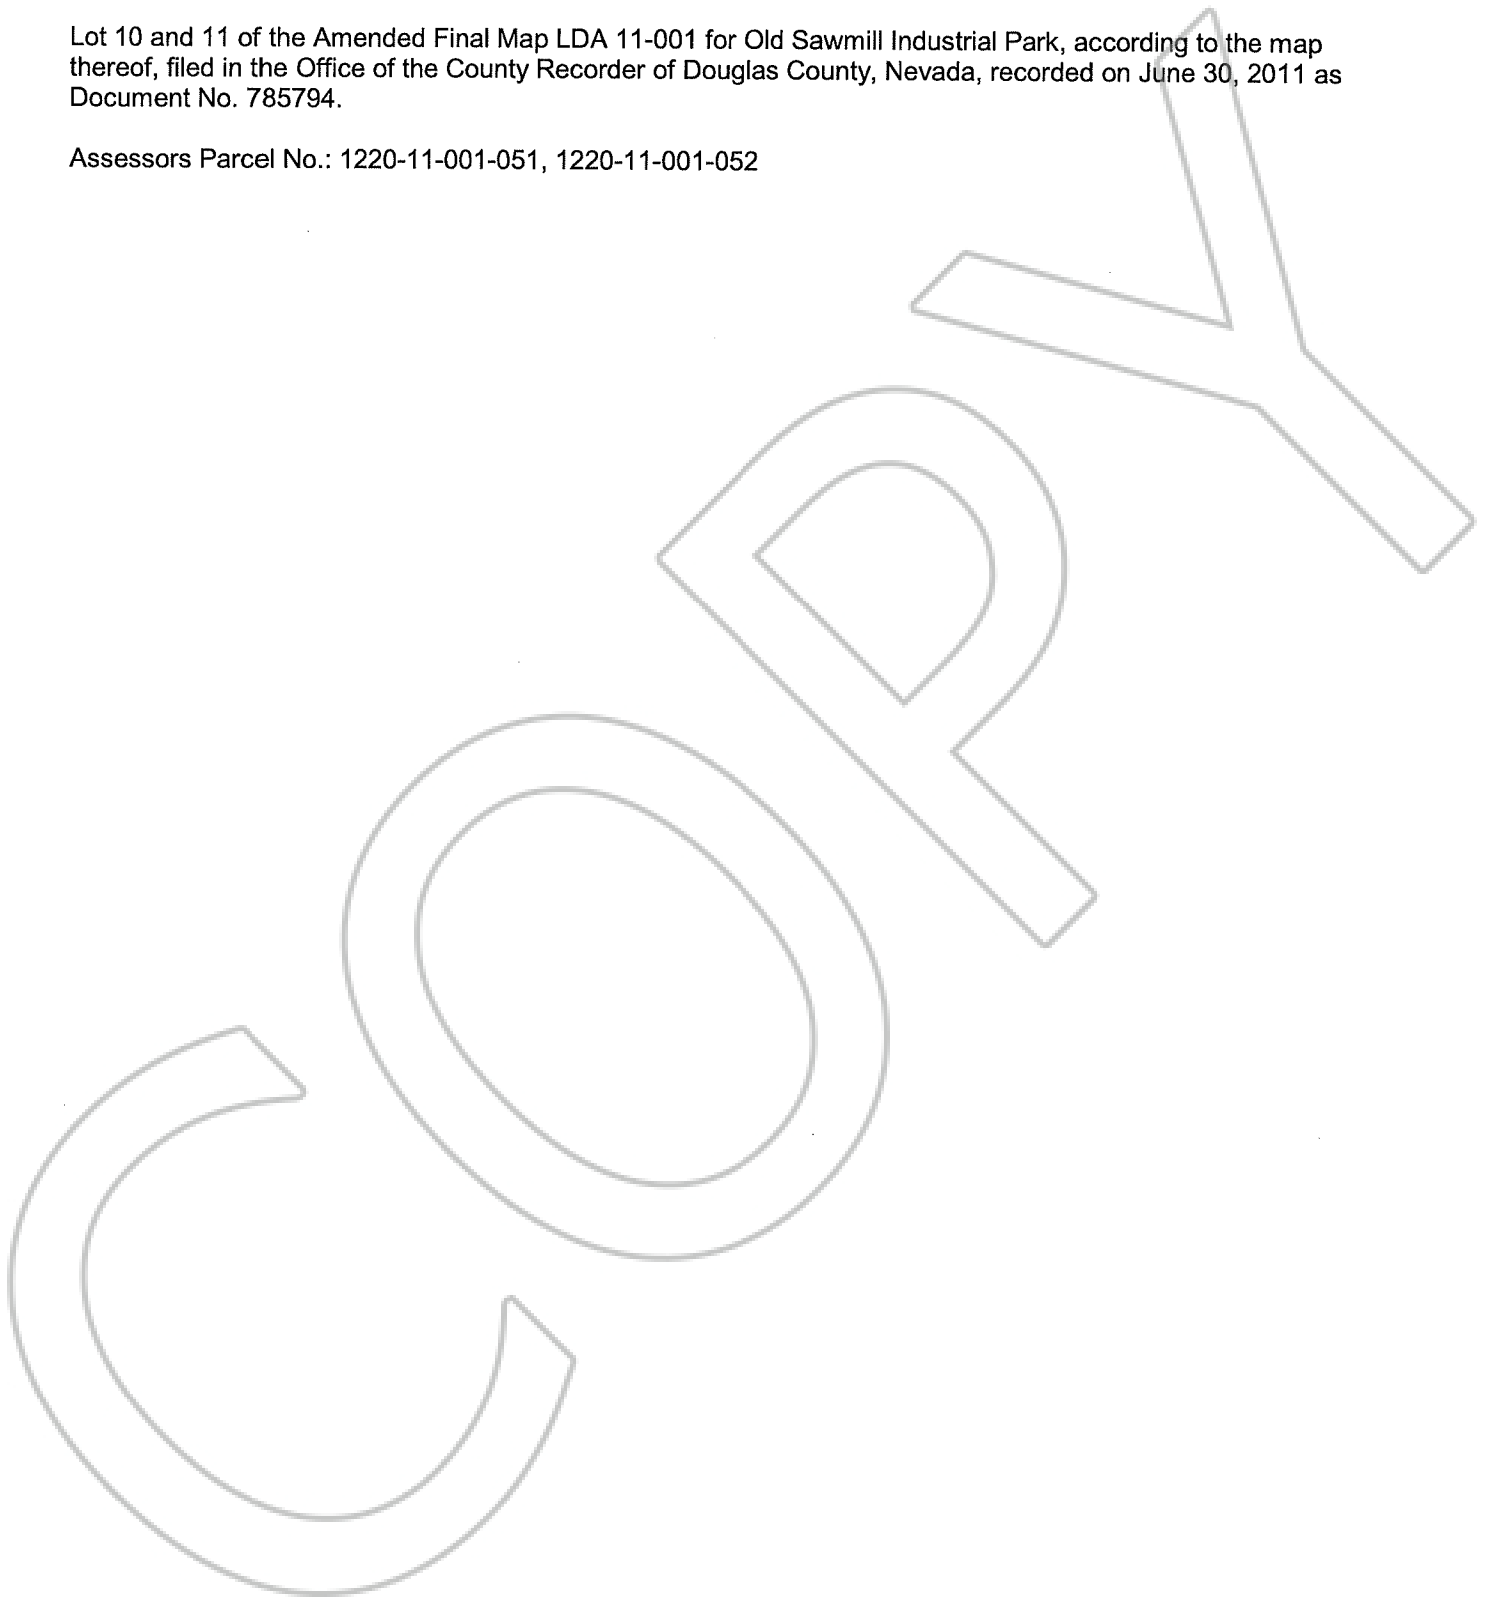 Lot 10 and 11 of the Amended Final Map LDA 11-001 for Old Sawmill Industrial Park, according to the map
thereof, filed in the Office of the County Recorder of Douglas County, Nevada, recorded on June 30, 2011 as
Document No. 785794.
Assessors Parcel No.: 1220-11-001-051, 1220-11-001-052
COPY